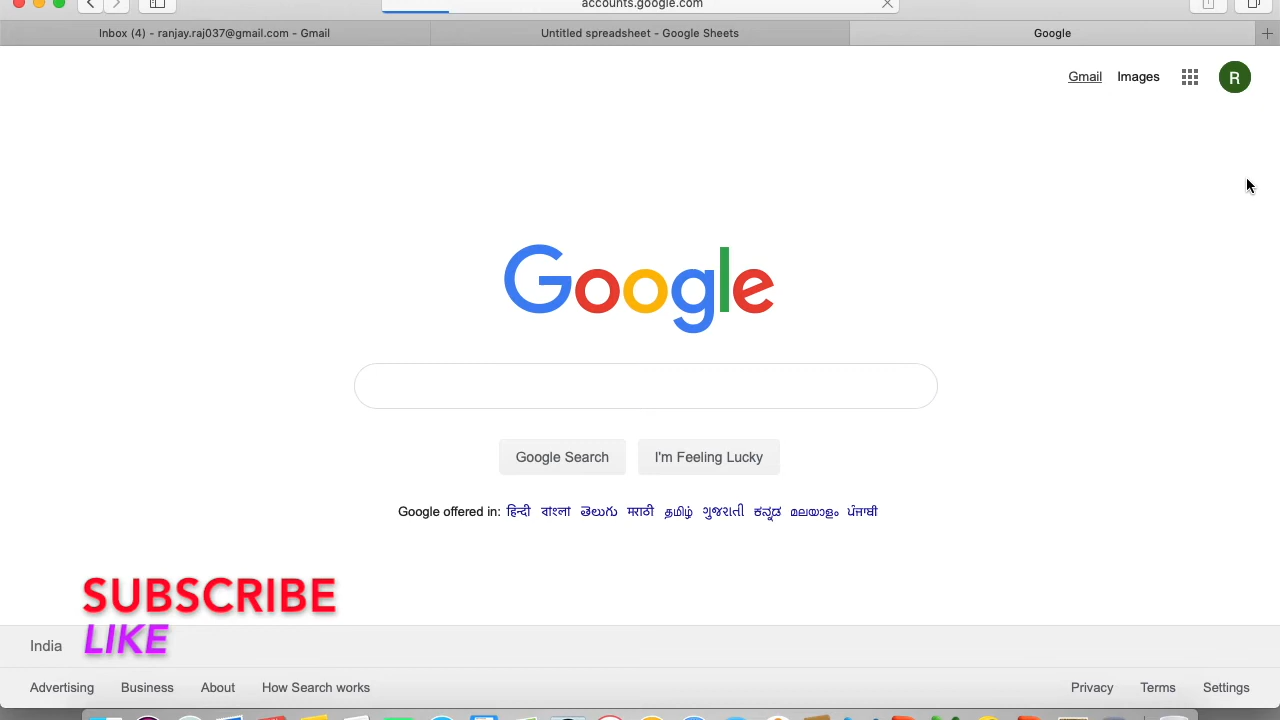 accounts.google.com
Inbox (4) - ranjay.raj037@gmail.com - Gmail
Untitled spreadsheet - Google Sheets
Google
Gmail
Images
R
Google
Google Search
I'm Feeling Lucky
Google offered in: हिन्दी বাংলা తెలుగు मराठी தமிழ் ગુજરાતી ಕನ್ನಡ മലയാളം ਪੰਜਾਬੀ
SUBSCRIBE
LIKE
India
Advertising
Business
About
How Search works
Privacy
Terms
Settings